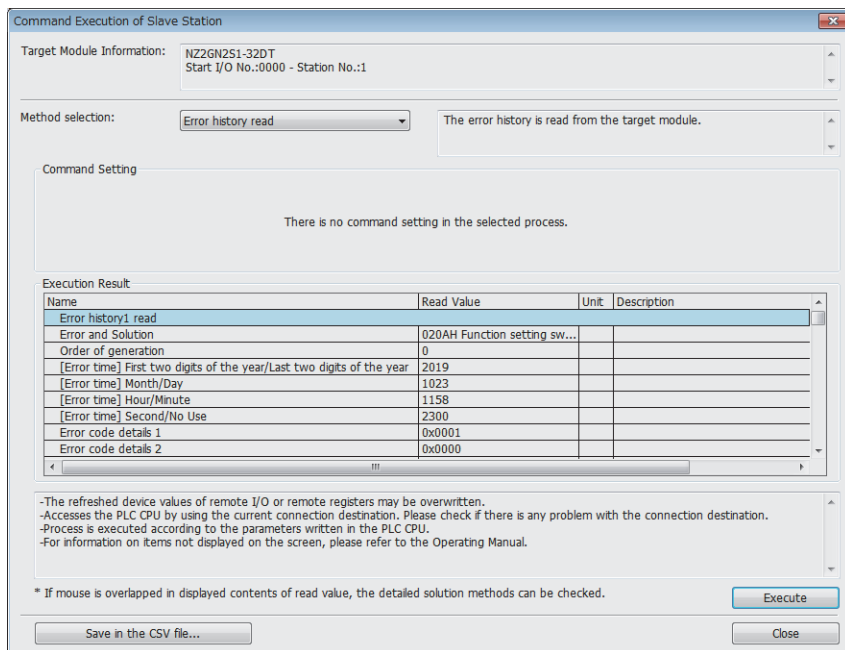 Command Execution of Slave Station
Target Module Information:
NZ2GN2S1-32DT
Start I/O No.:0000 - Station No.:1
Method selection:
Error history read
The error history is read from the target module.
Command Setting
There is no command setting in the selected process.
Execution Result
Name Read Value Unit Description
Error history1 read
Error and Solution 020AH Function setting sw...
Order of generation 0
[Error time] First two digits of the year/Last two digits of the year 2019
[Error time] Month/Day 1023
[Error time] Hour/Minute 1158
[Error time] Second/No Use 2300
Error code details 1 0x0001
Error code details 2 0x0000
-The refreshed device values of remote I/O or remote registers may be overwritten.
-Accesses the PLC CPU by using the current connection destination. Please check if there is any problem with the connection destination.
-Process is executed according to the parameters written in the PLC CPU.
-For information on items not displayed on the screen, please refer to the Operating Manual.
* If mouse is overlapped in displayed contents of read value, the detailed solution methods can be checked.
Execute
Save in the CSV file...
Close